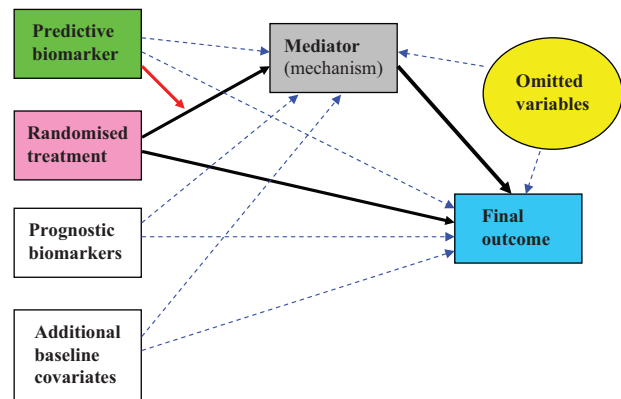 Predictive
biomarker
Mediator
(mechanism)
Omitted
variables
Randomised
treatment
Prognostic
biomarkers
Final
outcome
Additional
baseline
covariates